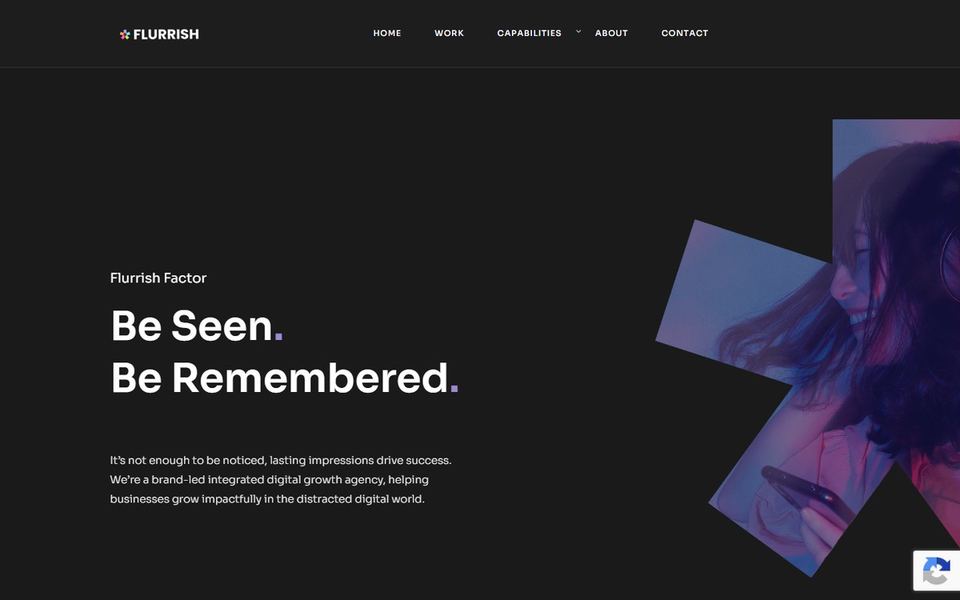 FLURRISH
HOME WORK CAPABILITIES ABOUT CONTACT
Flurrish Factor
Be Seen.
Be Remembered.
It's not enough to be noticed, lasting impressions drive success.
We're a brand-led integrated digital growth agency, helping
businesses grow impactfully in the distracted digital world.